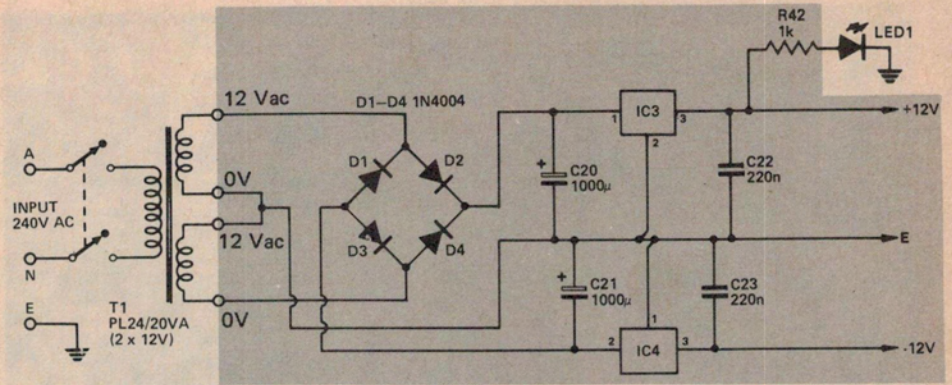 R42
1k
LED1
12 Vac
D1–D4 1N4004
IC3
1
3
2
+12V
A
D1
D2
+
C20
1000µ
C22
220n
0V
INPUT
240V AC
12 Vac
E
N
D3
D4
+
C21
1000µ
C23
220n
E
T1
PL24/20VA
(2 x 12V)
0V
1
2
IC4
3
-12V